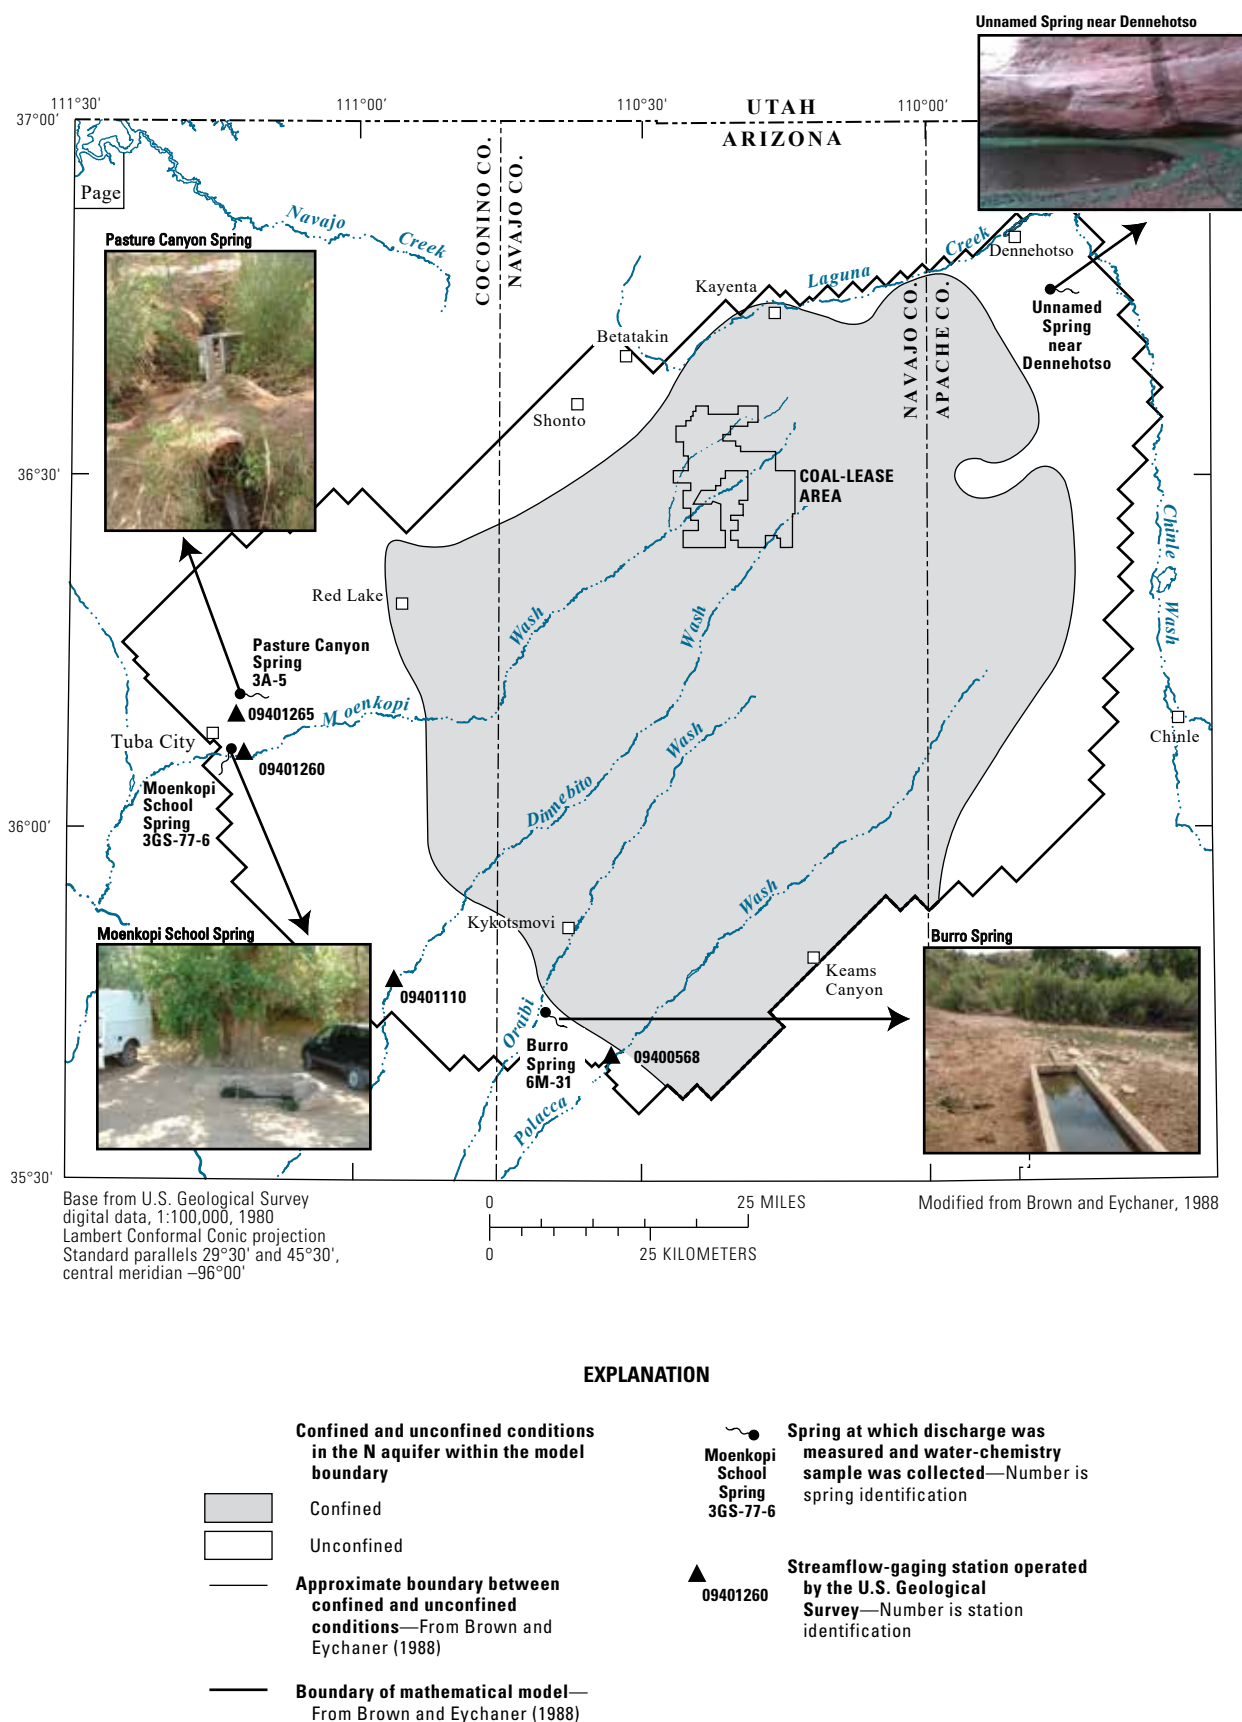 Unnamed Spring near Dennehotso
111°30'
111°00'
110°30'
110°00'
37°00'
UTAH
ARIZONA
COCONINO CO.
NAVAJO CO.
Page
Navajo
Creek
Pasture Canyon Spring
Dennehotso
Creek
Laguna
Kayenta
NAVAJO CO.
APACHE CO.
Unnamed
Spring
near
Dennehotso
Betatakin
Shonto
36°30'
COAL-LEASE
AREA
Chinle
Wash
Red Lake
Wash
Wash
Pasture Canyon
Spring
3A-5
09401265
Moenkopi
Tuba City
09401260
Wash
Chinle
Moenkopi
School
Spring
3GS-77-6
Dinnebito
36°00'
Wash
Kykotsmovi
Moenkopi School Spring
Burro Spring
Keams
Canyon
09401110
Oraibi
Burro
Spring
6M-31
09400568
Polacca
35°30'
Base from U.S. Geological Survey
digital data, 1:100,000, 1980
Lambert Conformal Conic projection
Standard parallels 29°30' and 45°30',
central meridian –96°00'
0
25 MILES
0
25 KILOMETERS
Modified from Brown and Eychaner, 1988
EXPLANATION
Confined and unconfined conditions
in the N aquifer within the model
boundary
Confined
Unconfined
Approximate boundary between
confined and unconfined
conditions—From Brown and
Eychaner (1988)
Boundary of mathematical model—
From Brown and Eychaner (1988)
Moenkopi
School
Spring
3GS-77-6
Spring at which discharge was
measured and water-chemistry
sample was collected—Number is
spring identification
09401260
Streamflow-gaging station operated
by the U.S. Geological
Survey—Number is station
identification